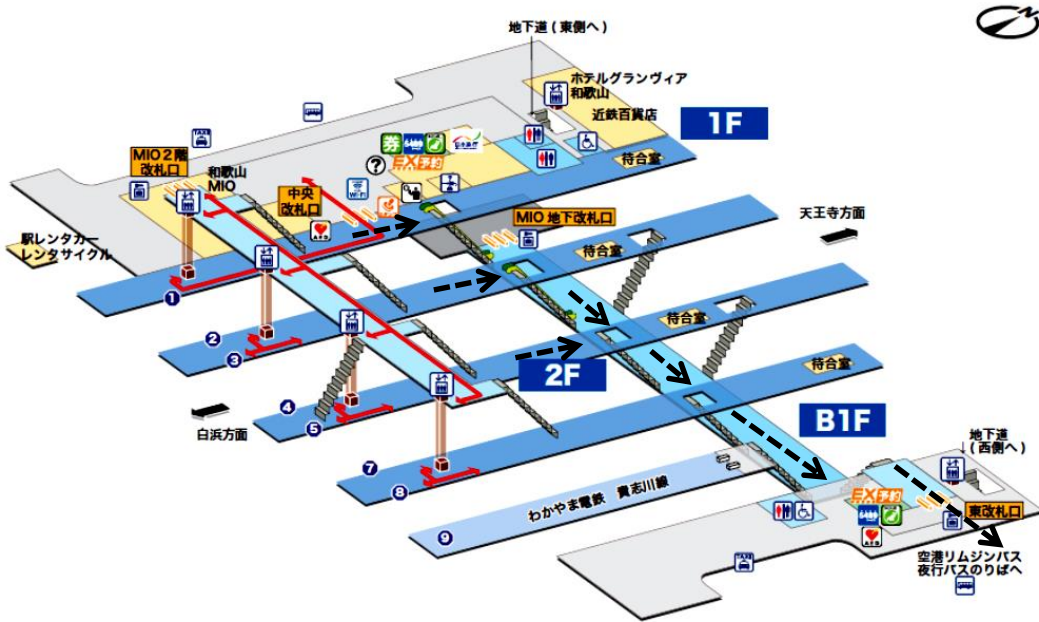 N
地下道(東側へ)
ホテルグランヴィア
和歌山
近鉄百貨店
1F
TAXI
券
EX予約
?
Wi-Fi
待合室
MIO2階
改札口
和歌山
MIO
中央
改札口
AED
MIO 地下改札口
天王寺方面
駅レンタカー
レンタサイクル
待合室
1
2
3
待合室
2F
4
5
白浜方面
待合室
B1F
7
8
地下道
(西側へ)
わかやま電鉄 貴志川線
EX予約
東改札口
9
AED
TAXI
空港リムジンバス
夜行バスのりばへ